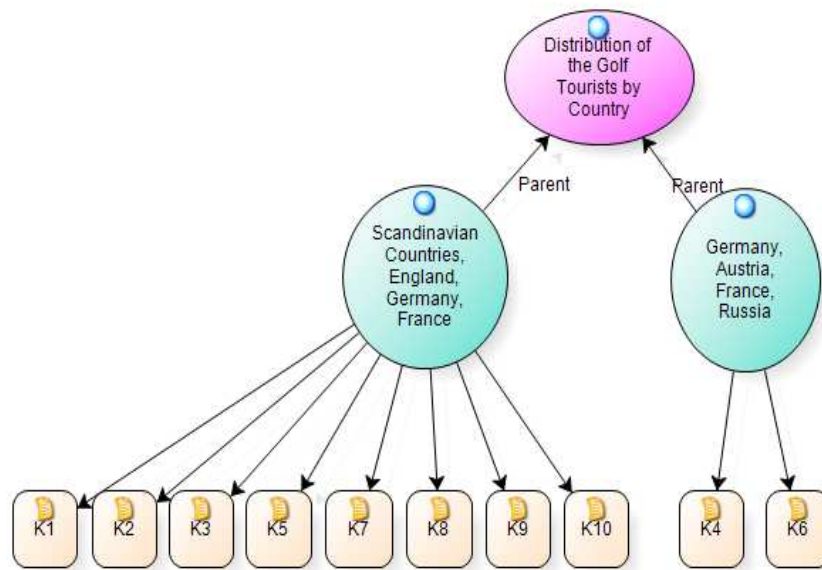 Distribution of
the Golf
Tourists by
Country
Parent
Parent
Scandinavian
Countries,
England,
Germany,
France
Germany,
Austria,
France,
Russia
K1
K2
K3
K5
K7
K8
K9
K10
K4
K6